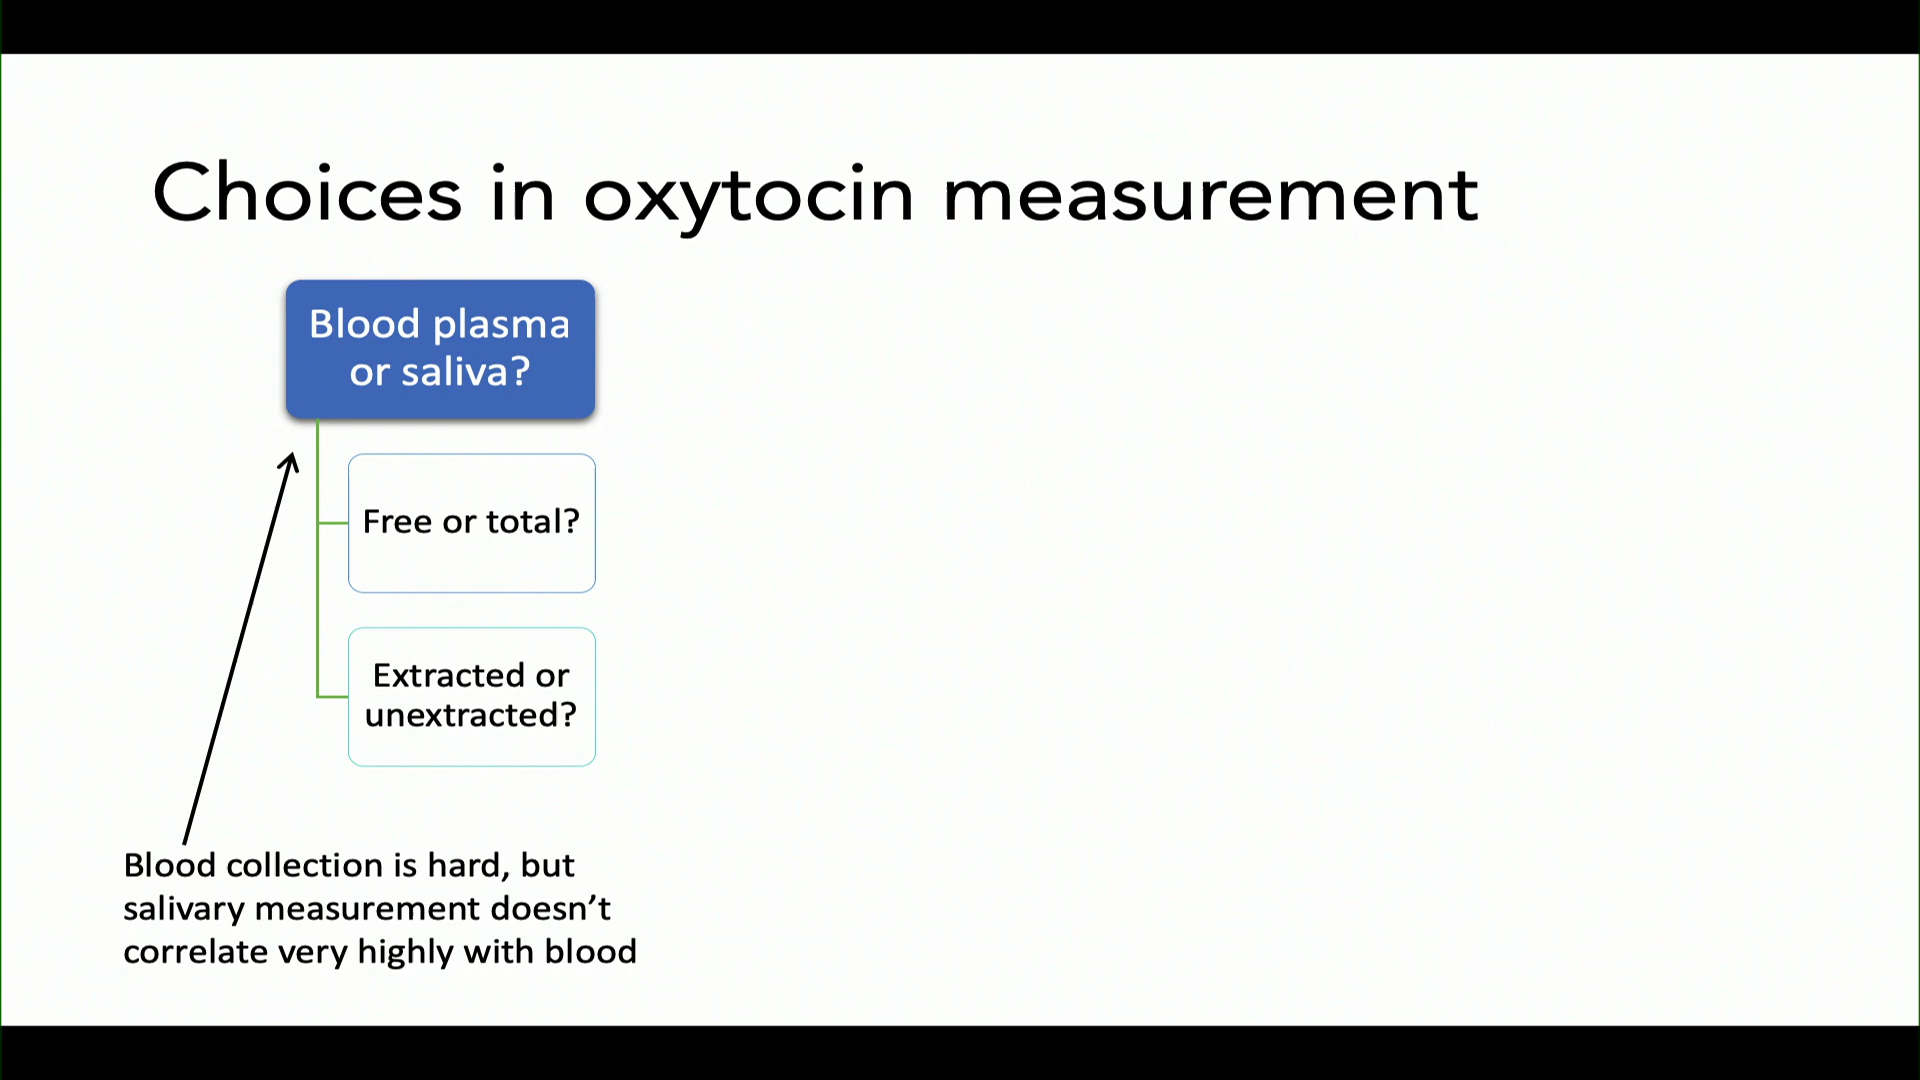 Choices in oxytocin measurement
Blood plasma
or saliva?
Free or total?
Extracted or
unextracted?
Blood collection is hard, but
salivary measurement doesn’t
correlate very highly with blood